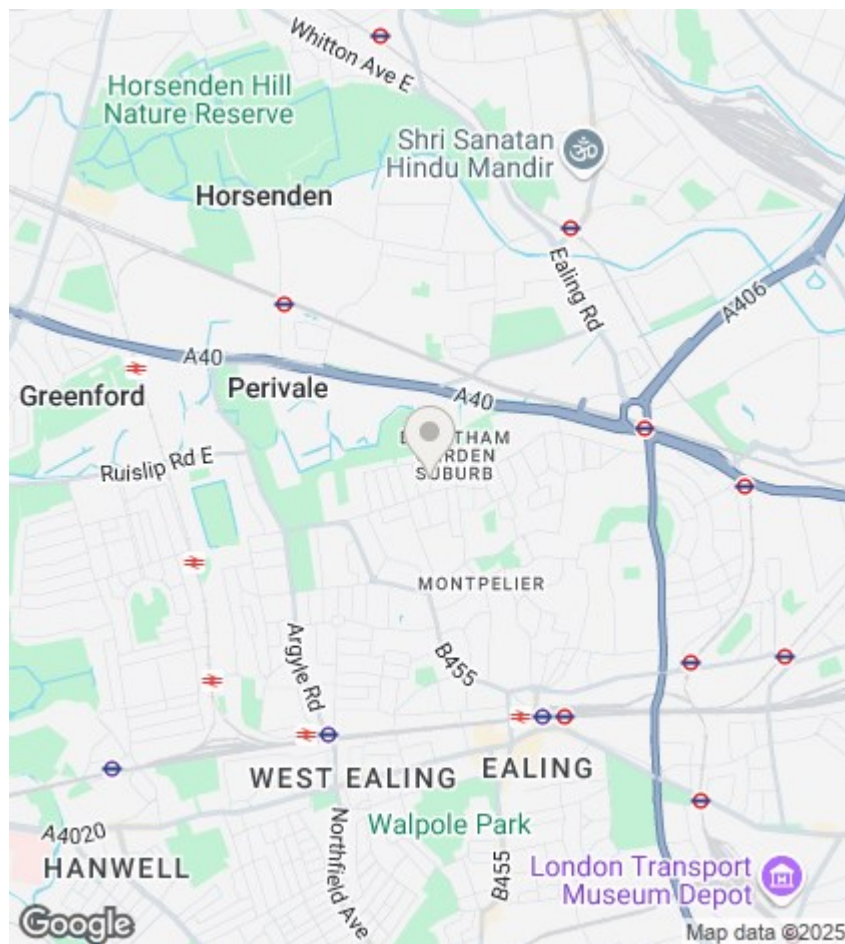 Whitton Ave E
Horsenden Hill
Nature Reserve
Shri Sanatan
Hindu Mandir
Horsenden
Ealing Rd
A406
A40
Greenford
Perivale
A40
GARDEN
SUBURB
Ruislip Rd E
MONTPELIER
Argyle Rd
B455
WEST EALING
EALING
A4020
Walpole Park
Northfield Ave
B455
HANWELL
London Transport
Museum Depot
Google
Map data ©2025